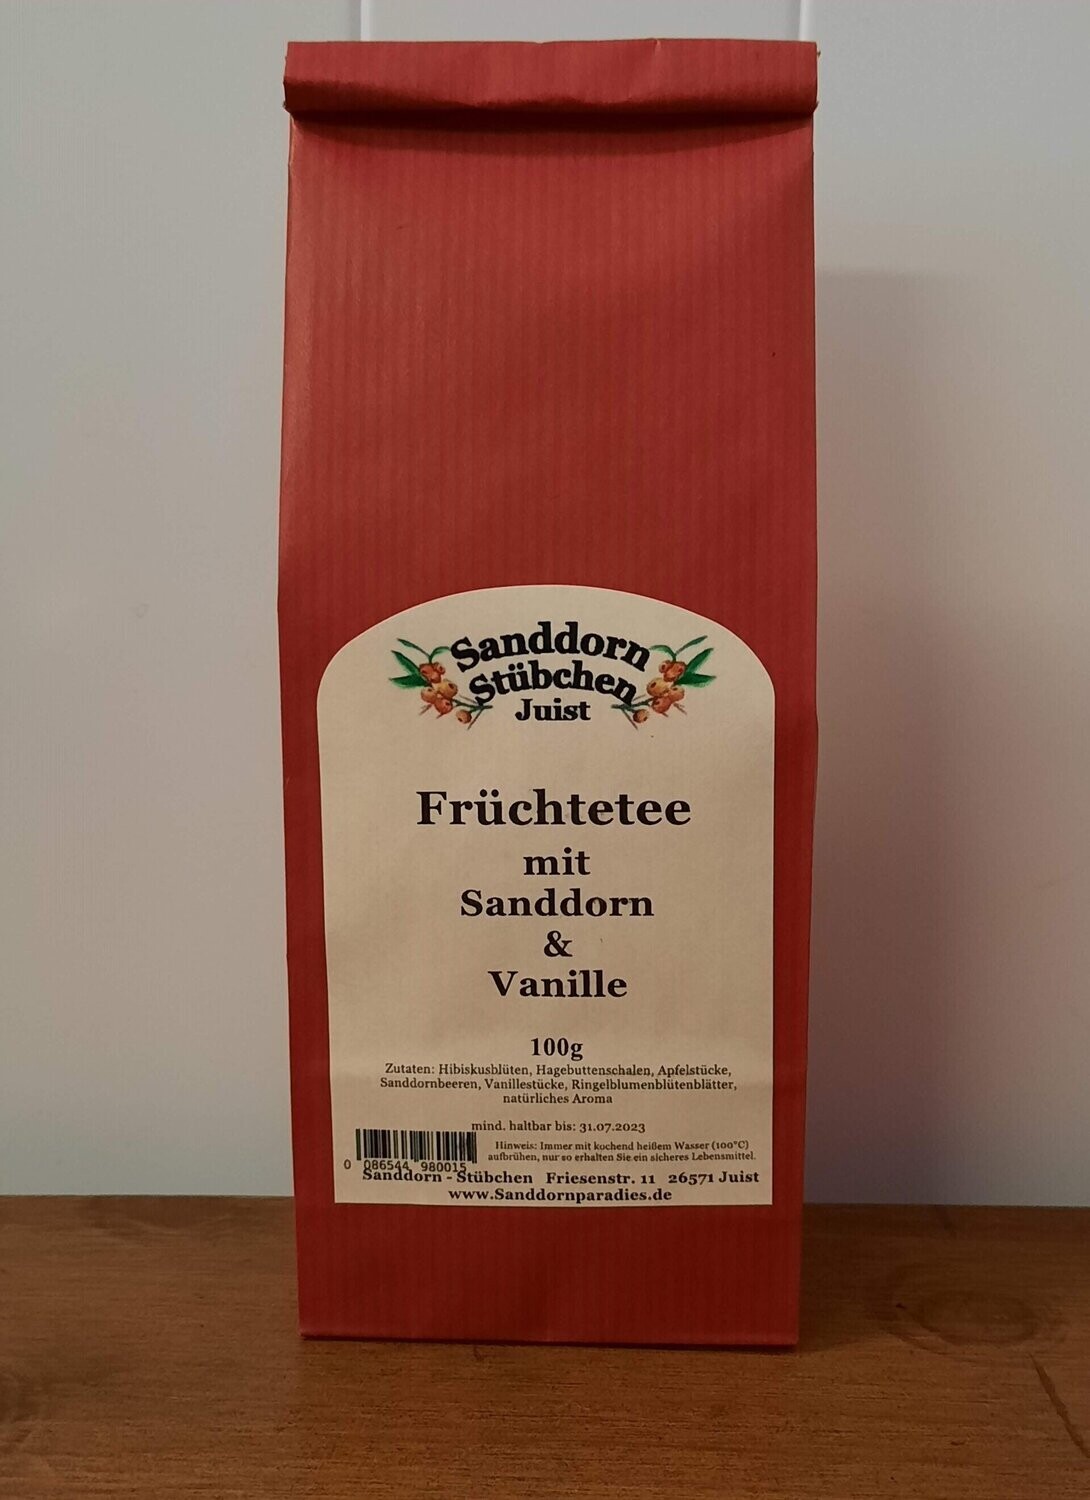 Sanddorn
Stübchen
Juist
Früchtetee
mit
Sanddorn
&
Vanille
100g
Zutaten: Hibiskusblüten, Hagebuttenschalen, Apfelstücke,
Sanddornbeeren, Vanillestücke, Ringelblumenblütenblätter,
natürliches Aroma
mind. haltbar bis: 31.07.2023
Hinweis: Immer mit kochend heißem Wasser (100°C)
aufbrühen, nur so erhalten Sie ein sicheres Lebensmittel.
0 086544 980015
Sanddorn - Stübchen Friesenstr. 11 26571 Juist
www.Sanddornparadies.de